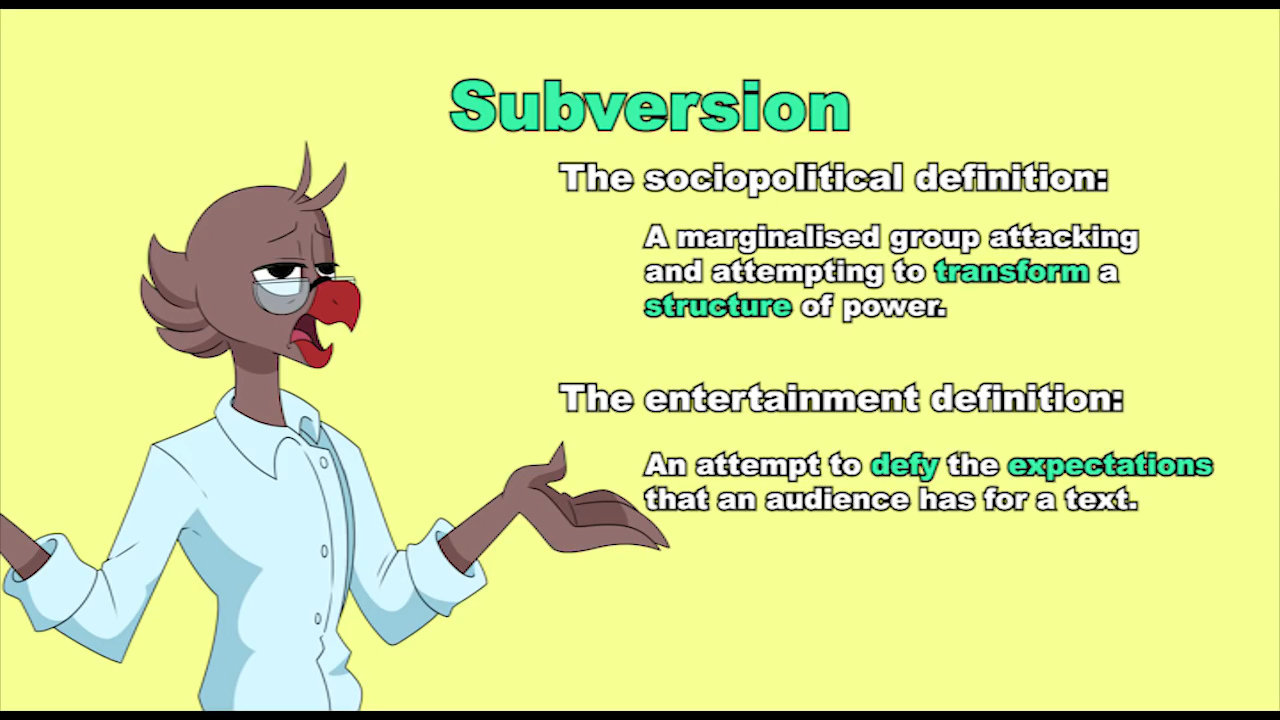 Subversion
The sociopolitical definition:
A marginalised group attacking
and attempting to transform a
structure of power.
The entertainment definition:
An attempt to defy the expectations
that an audience has for a text.